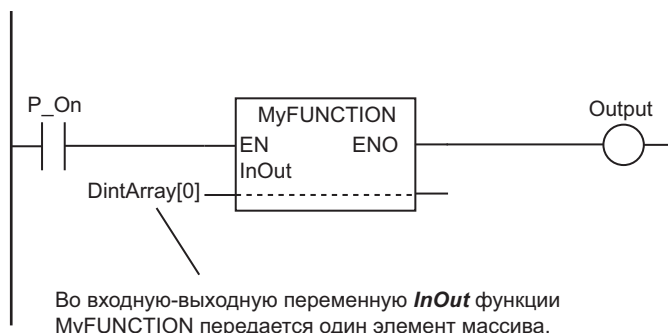 P_On
MyFUNCTION
Output
EN ENO
InOut
DintArray[0]
Во входную-выходную переменную InOut функции
MyFUNCTION передается один элемент массива.